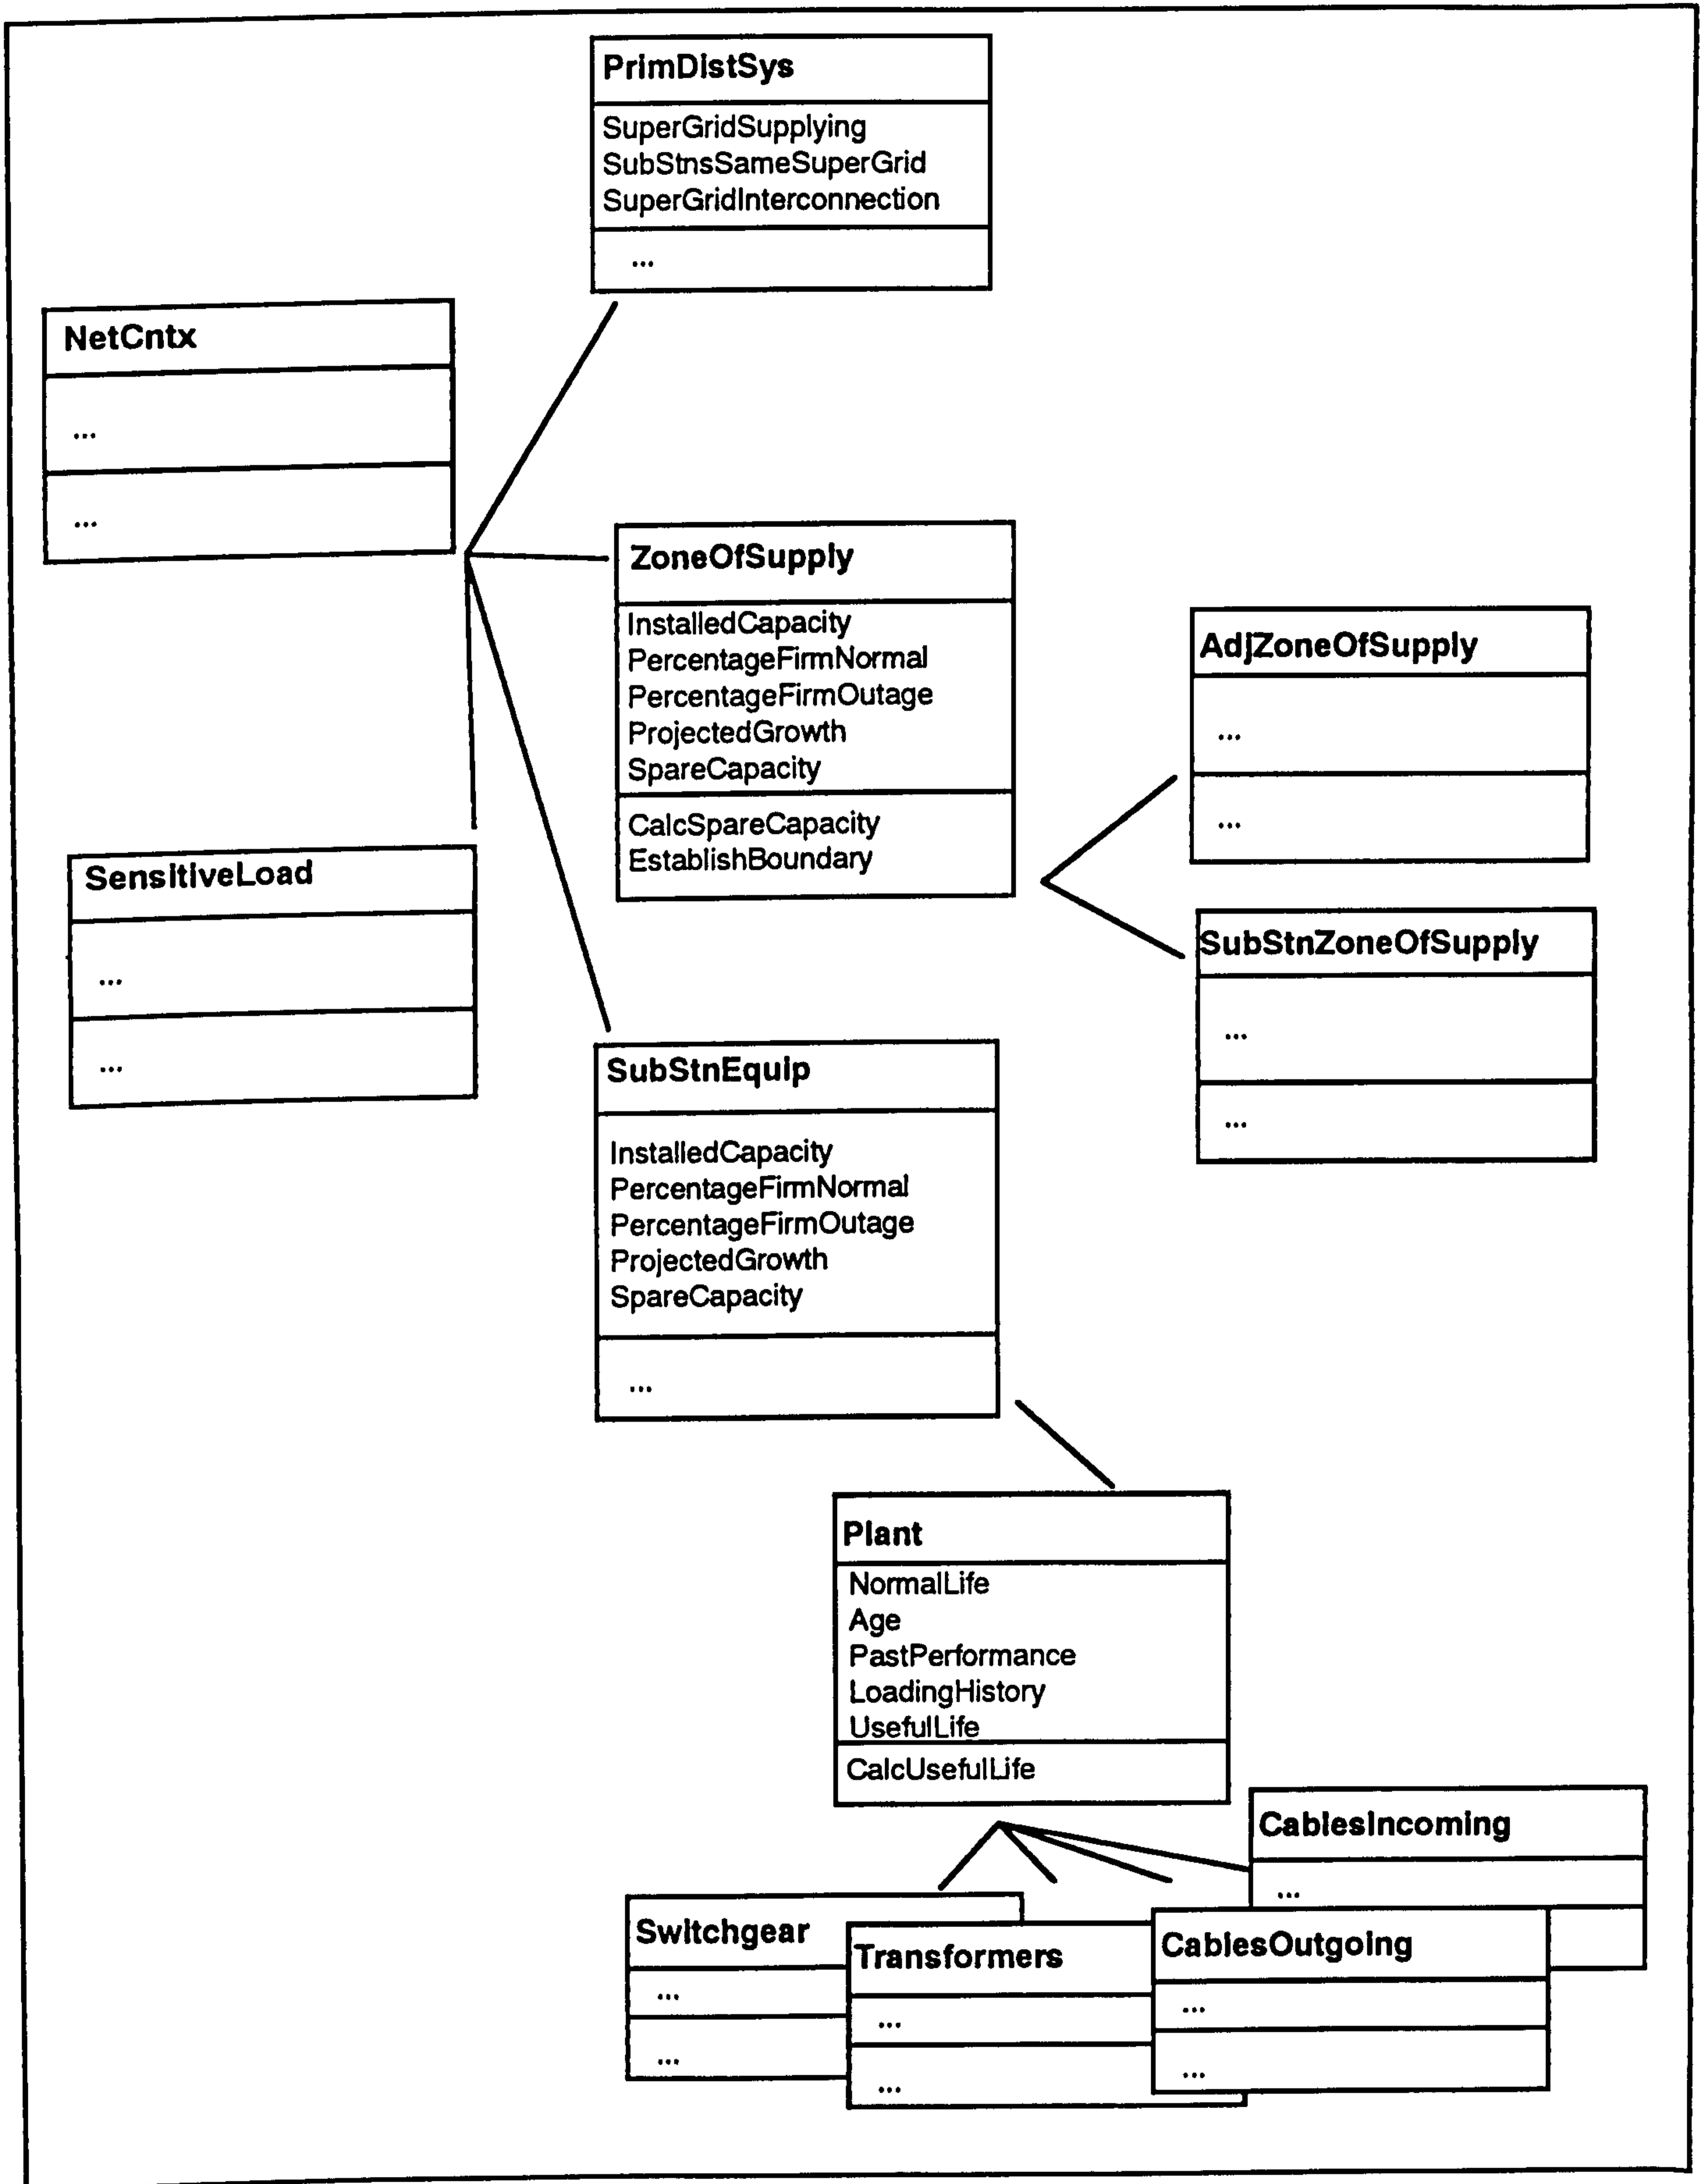 PrimDistSys
SuperGridSupplying
SubStnsSameSuperGrid
SuperGridInterconnection
...
NetCntx
...
...
ZoneOfSupply
InstalledCapacity
PercentageFirmNormal
PercentageFirmOutage
ProjectedGrowth
SpareCapacity
CalcSpareCapacity
EstablishBoundary
AdjZoneOfSupply
...
...
SensitiveLoad
...
...
SubStnZoneOfSupply
...
...
SubStnEquip
InstalledCapacity
PercentageFirmNormal
PercentageFirmOutage
ProjectedGrowth
SpareCapacity
...
Plant
NormalLife
Age
PastPerformance
LoadingHistory
UsefulLife
CalcUsefulLife
CablesIncoming
...
Switchgear
...
...
Transformers
...
...
CablesOutgoing
...
...